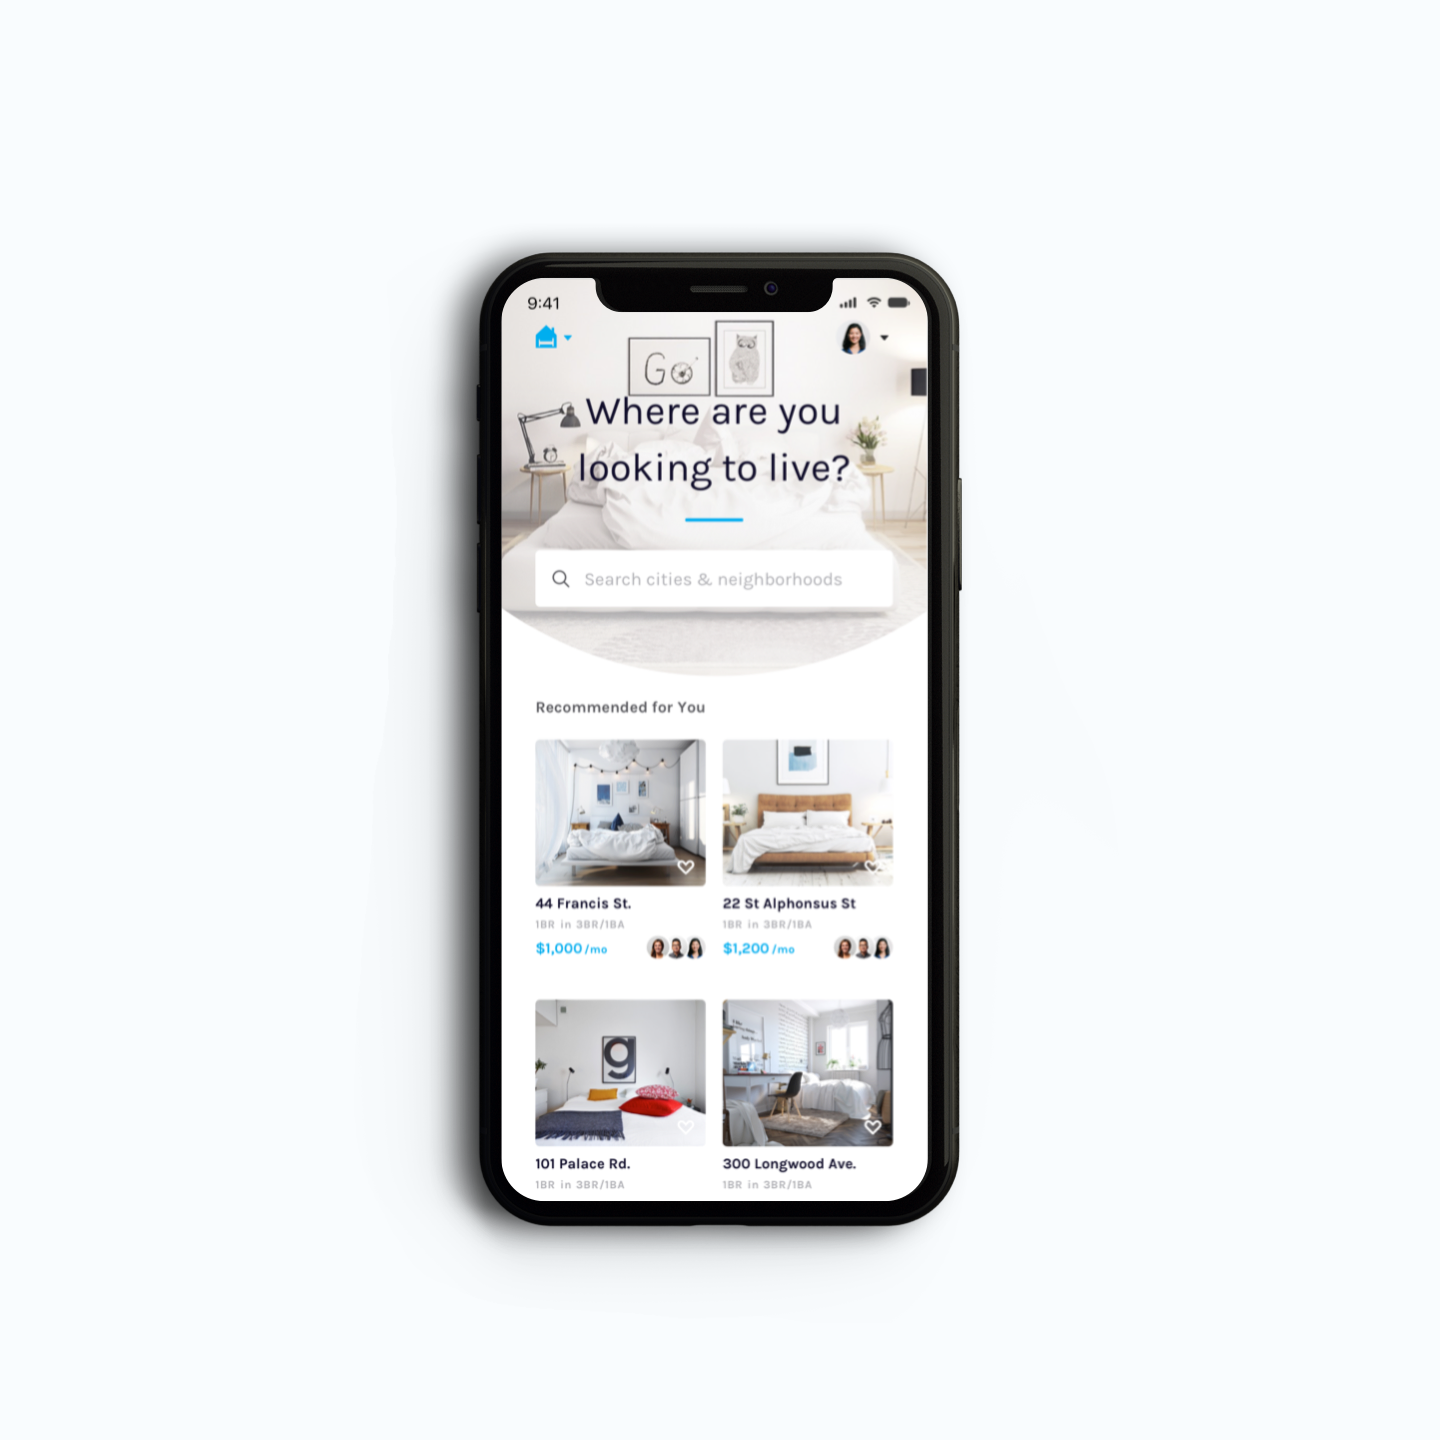 9:41
Go
Where are you
looking to live?
Search cities & neighborhoods
Recommended for You
44 Francis St.
1BR in 3BR/1BA
$1,000 /mo
22 St Alphonsus St
1BR in 3BR/1BA
$1,200 /mo
g
101 Palace Rd.
1BR in 3BR/1BA
300 Longwood Ave.
1BR in 3BR/1BA